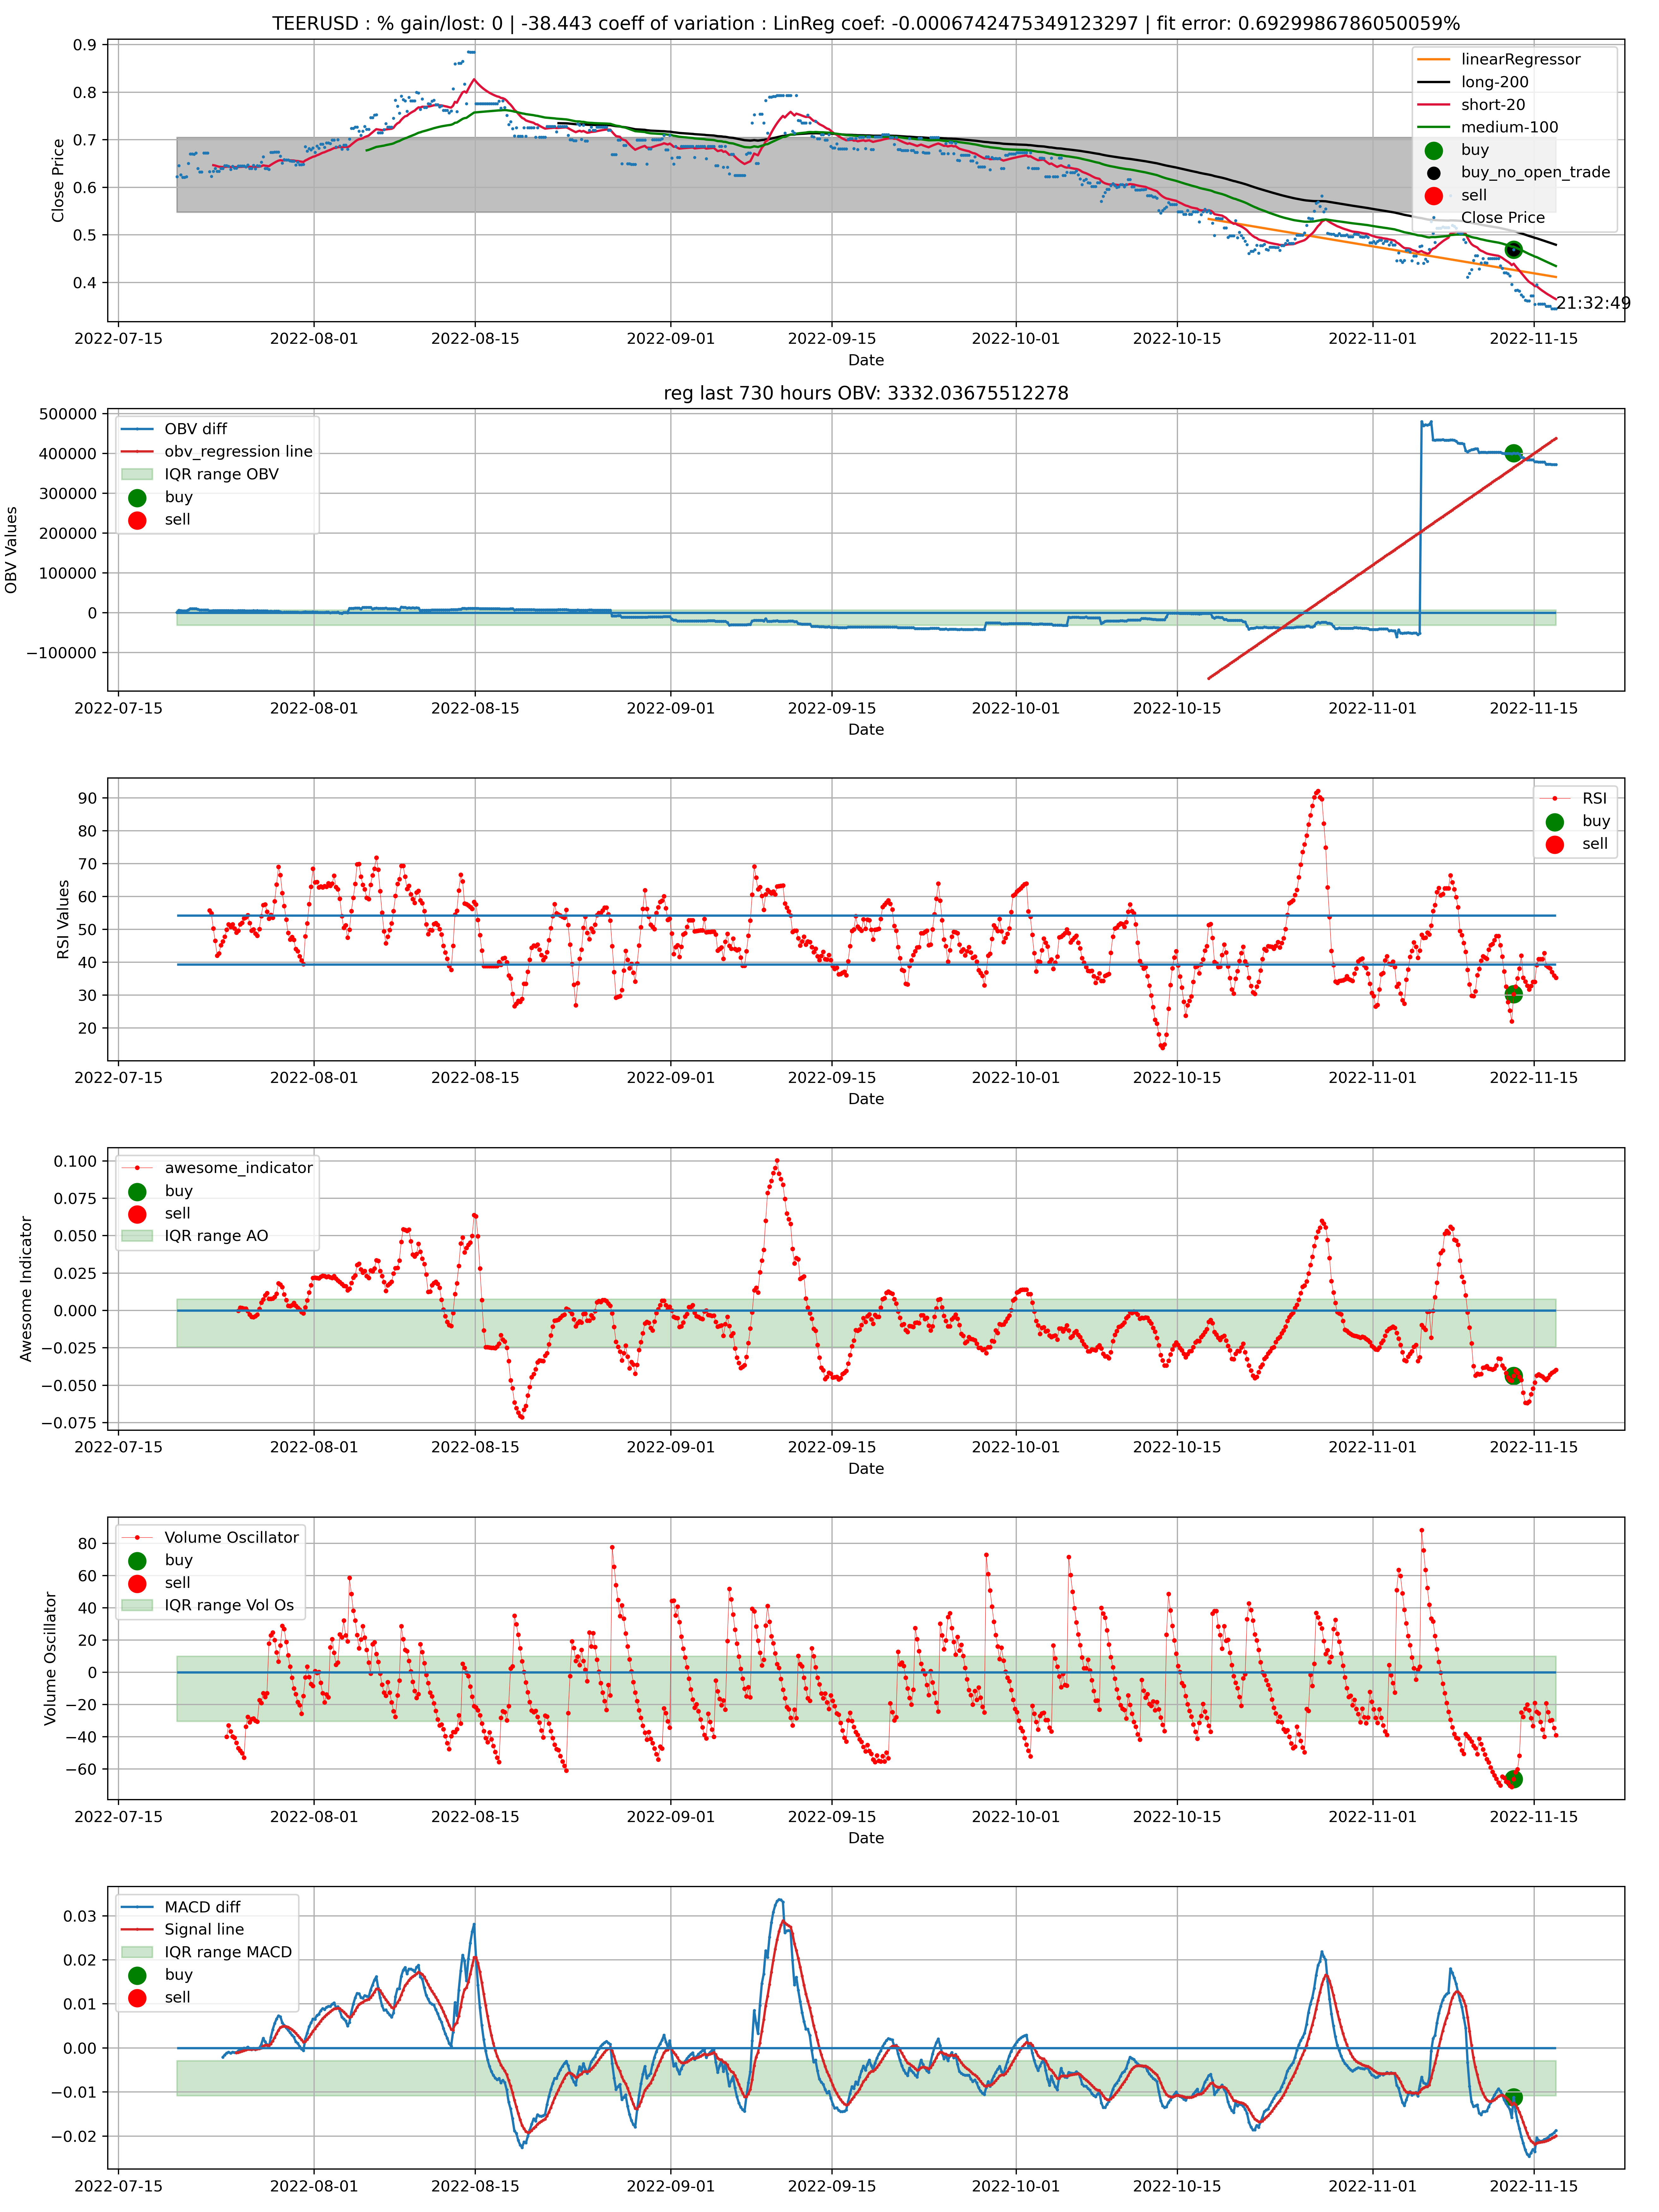 TEERUSD : % gain/lost: 0 | -38.443 coeff of variation : LinReg coef: -0.0006742475349123297 | fit error: 0.6929986786050059%
0.9
0.8
0.7
0.6
0.5
0.4
Close Price
linearRegressor
long-200
short-20
medium-100
buy
buy_no_open_trade
sell
Close Price
21:32:49
2022-07-15 2022-08-01 2022-08-15 2022-09-01 2022-09-15 2022-10-01 2022-10-15 2022-11-01 2022-11-15
Date
reg last 730 hours OBV: 3332.03675512278
500000
400000
300000
200000
100000
0
−100000
OBV Values
OBV diff
obv_regression line
IQR range OBV
buy
sell
2022-07-15 2022-08-01 2022-08-15 2022-09-01 2022-09-15 2022-10-01 2022-10-15 2022-11-01 2022-11-15
Date
90
80
70
60
50
40
30
20
RSI Values
RSI
buy
sell
2022-07-15 2022-08-01 2022-08-15 2022-09-01 2022-09-15 2022-10-01 2022-10-15 2022-11-01 2022-11-15
Date
0.100
0.075
0.050
0.025
0.000
−0.025
−0.050
−0.075
Awesome Indicator
awesome_indicator
buy
sell
IQR range AO
2022-07-15 2022-08-01 2022-08-15 2022-09-01 2022-09-15 2022-10-01 2022-10-15 2022-11-01 2022-11-15
Date
80
60
40
20
0
−20
−40
−60
Volume Oscillator
Volume Oscillator
buy
sell
IQR range Vol Os
2022-07-15 2022-08-01 2022-08-15 2022-09-01 2022-09-15 2022-10-01 2022-10-15 2022-11-01 2022-11-15
Date
0.03
0.02
0.01
0.00
−0.01
−0.02
MACD diff
Signal line
IQR range MACD
buy
sell
2022-07-15 2022-08-01 2022-08-15 2022-09-01 2022-09-15 2022-10-01 2022-10-15 2022-11-01 2022-11-15